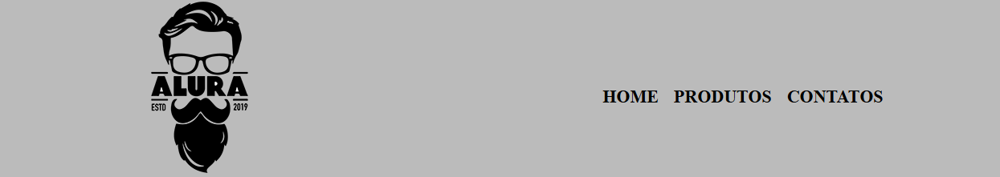 ALURA
ESTD 2019
HOME PRODUTOS CONTATOS